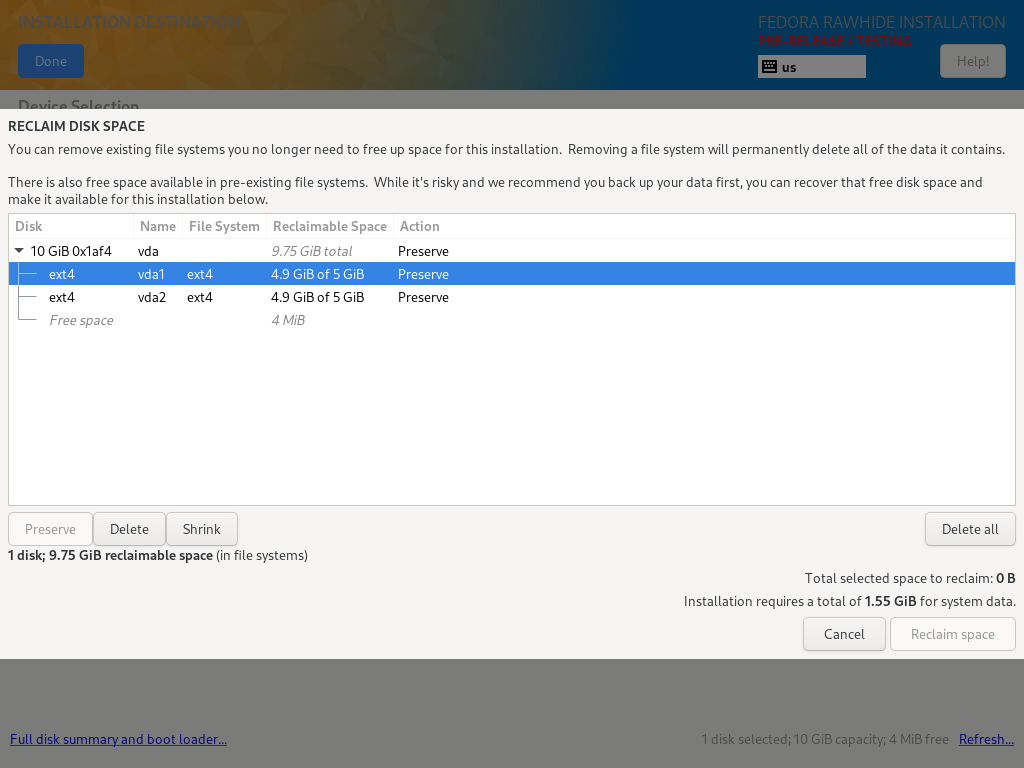 INSTALLATION DESTINATION
FEDORA RAWHIDE INSTALLATION
PRE-RELEASE / TESTING
Done
us
Help!
Device Selection
RECLAIM DISK SPACE
You can remove existing file systems you no longer need to free up space for this installation.  Removing a file system will permanently delete all of the data it contains.
There is also free space available in pre-existing file systems.  While it's risky and we recommend you back up your data first, you can recover that free disk space and
make it available for this installation below.
Disk Name File System Reclaimable Space Action
10 GiB 0x1af4 vda 9.75 GiB total Preserve
ext4 vda1 ext4 4.9 GiB of 5 GiB Preserve
ext4 vda2 ext4 4.9 GiB of 5 GiB Preserve
Free space 4 MiB
Preserve Delete Shrink Delete all
1 disk; 9.75 GiB reclaimable space (in file systems)
Total selected space to reclaim: 0 B
Installation requires a total of 1.55 GiB for system data.
Cancel Reclaim space
Full disk summary and boot loader... 1 disk selected; 10 GiB capacity; 4 MiB free Refresh...